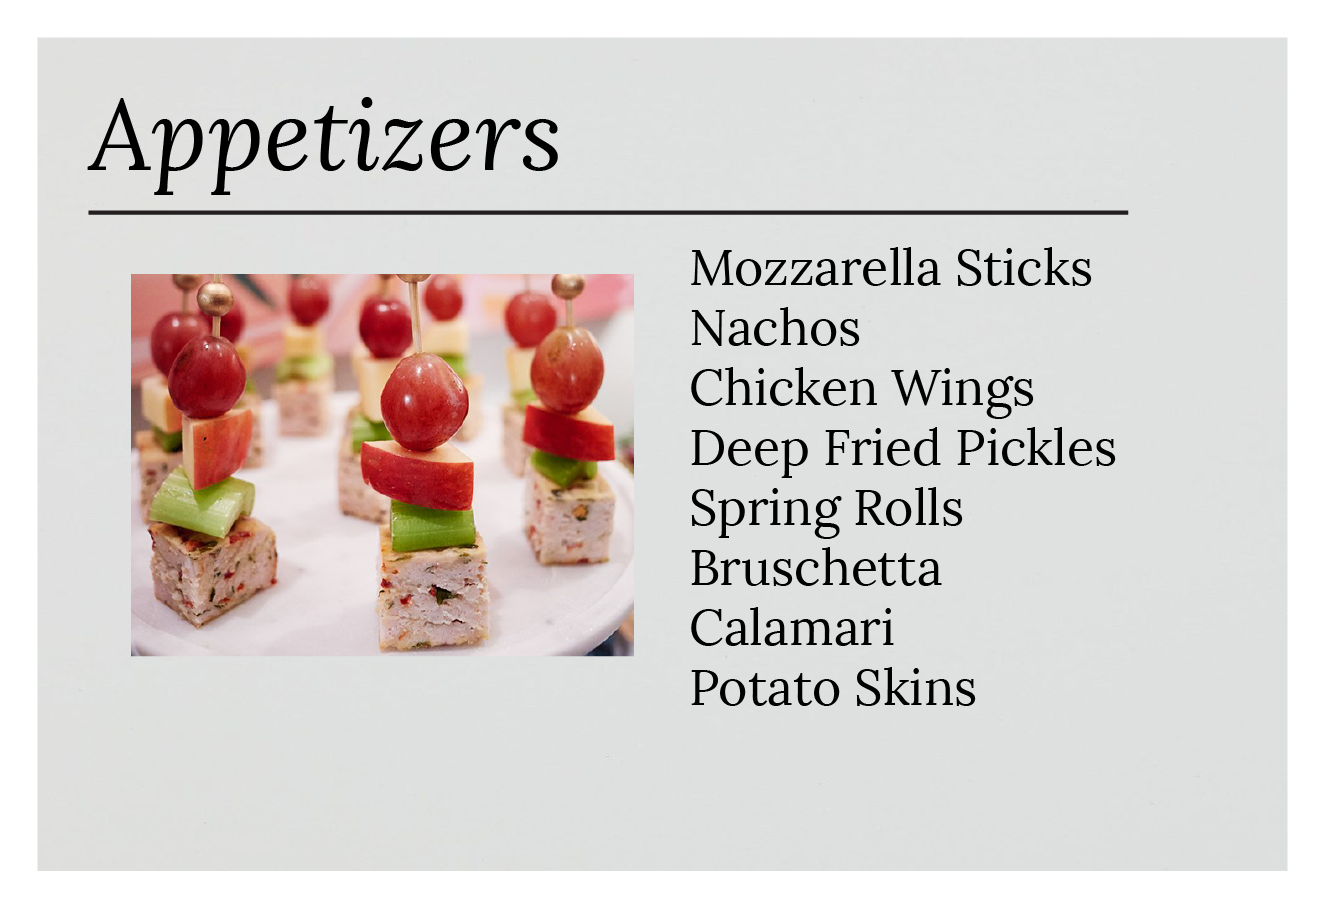 Appetizers
Mozzarella Sticks
Nachos
Chicken Wings
Deep Fried Pickles
Spring Rolls
Bruschetta
Calamari
Potato Skins